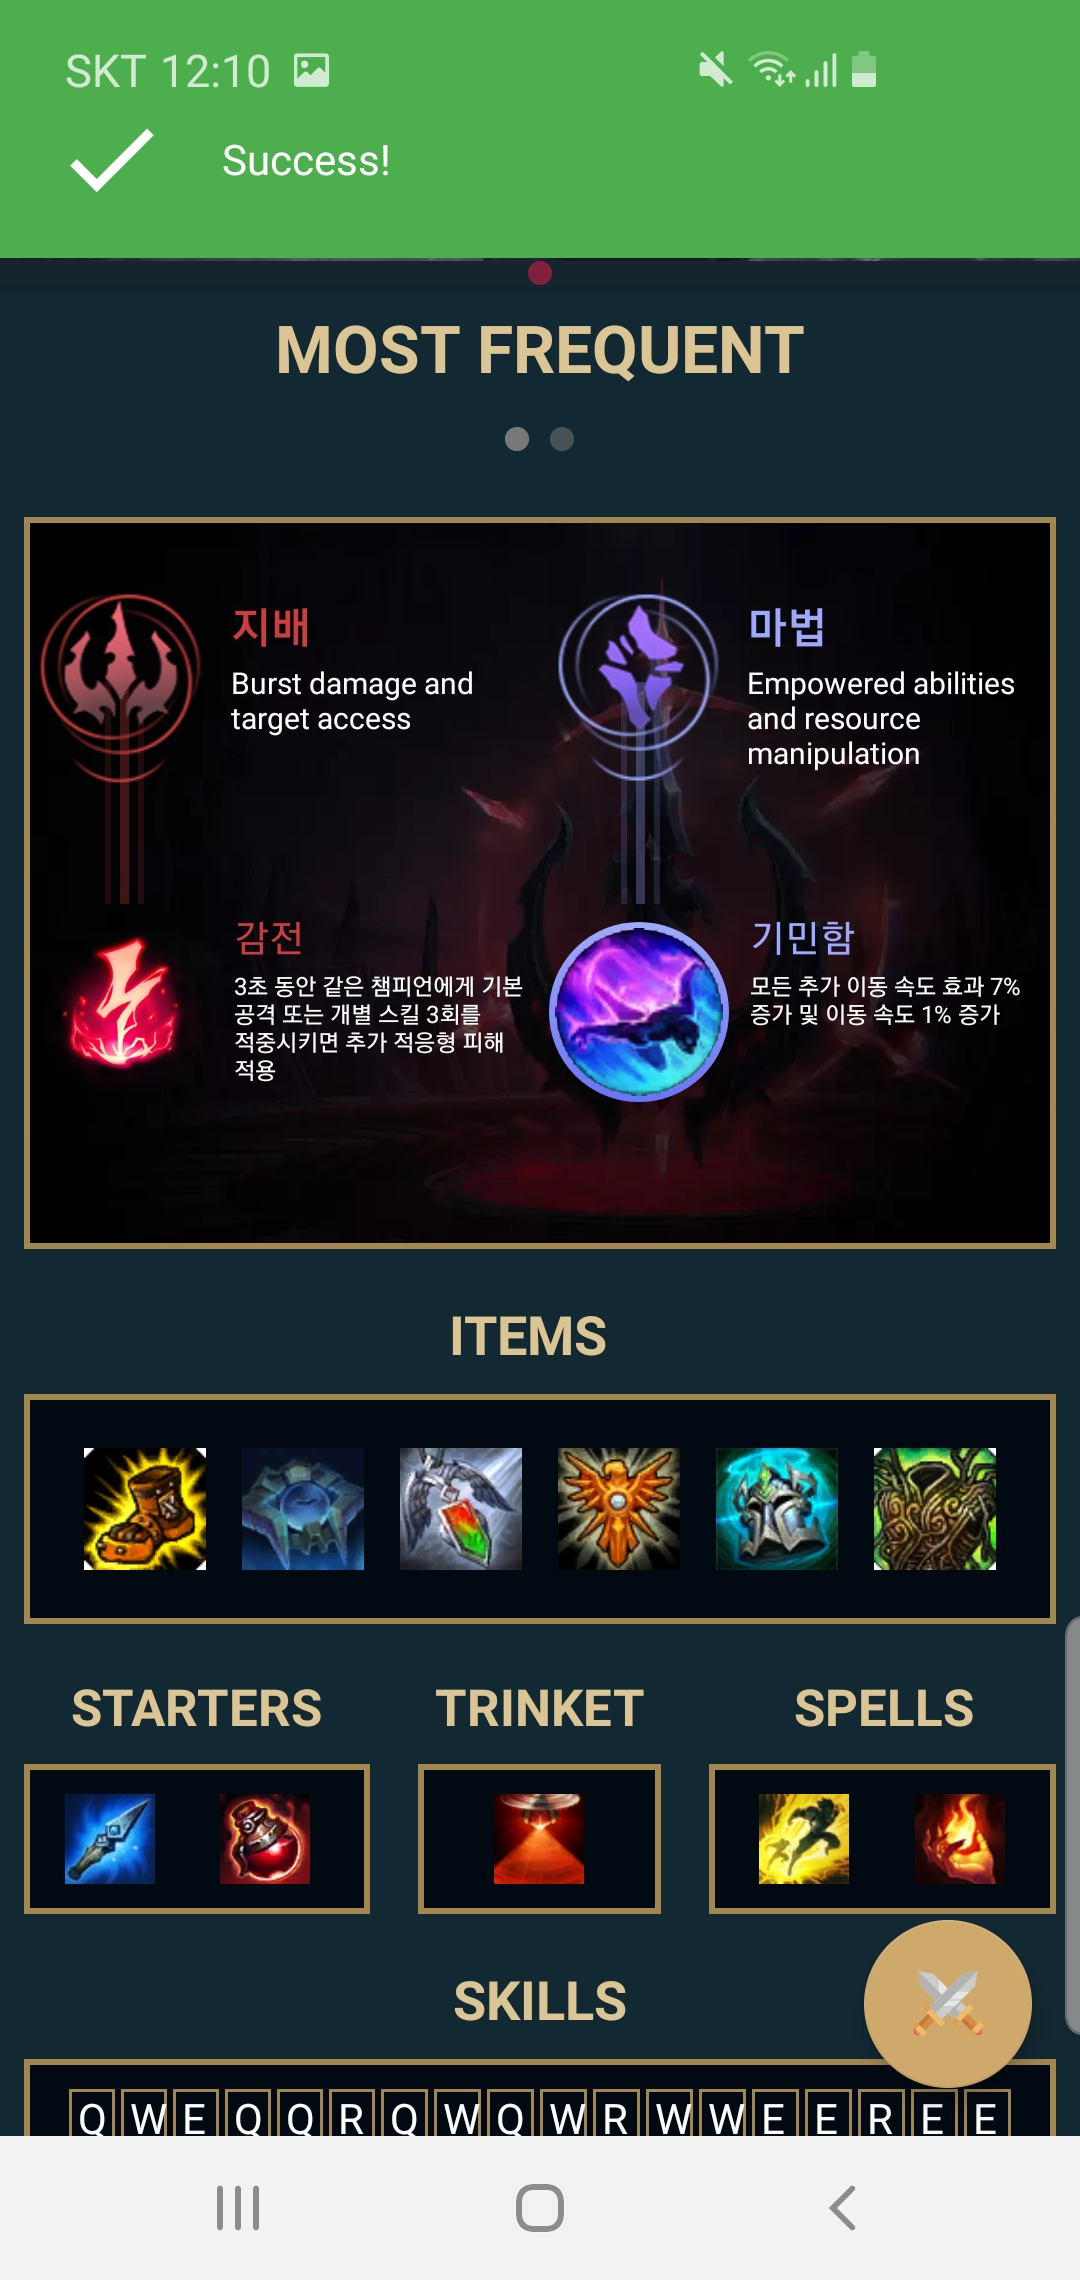 SKT 12:10
Success!
MOST FREQUENT
지배
Burst damage and
target access
마법
Empowered abilities
and resource
manipulation
감전
3초 동안 같은 챔피언에게 기본
공격 또는 개별 스킬 3회를
적중시키면 추가 적응형 피해
적용
기민함
모든 추가 이동 속도 효과 7%
증가 및 이동 속도 1% 증가
ITEMS
STARTERS
TRINKET
SPELLS
SKILLS
Q W E Q Q R Q W Q W R W W E E R E E